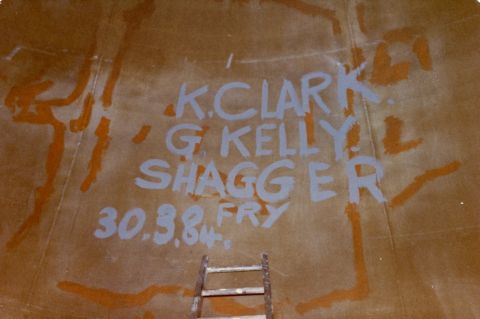 K. CLARK.
G. KELLY.
SHAGGER
FRY
30.3.84.